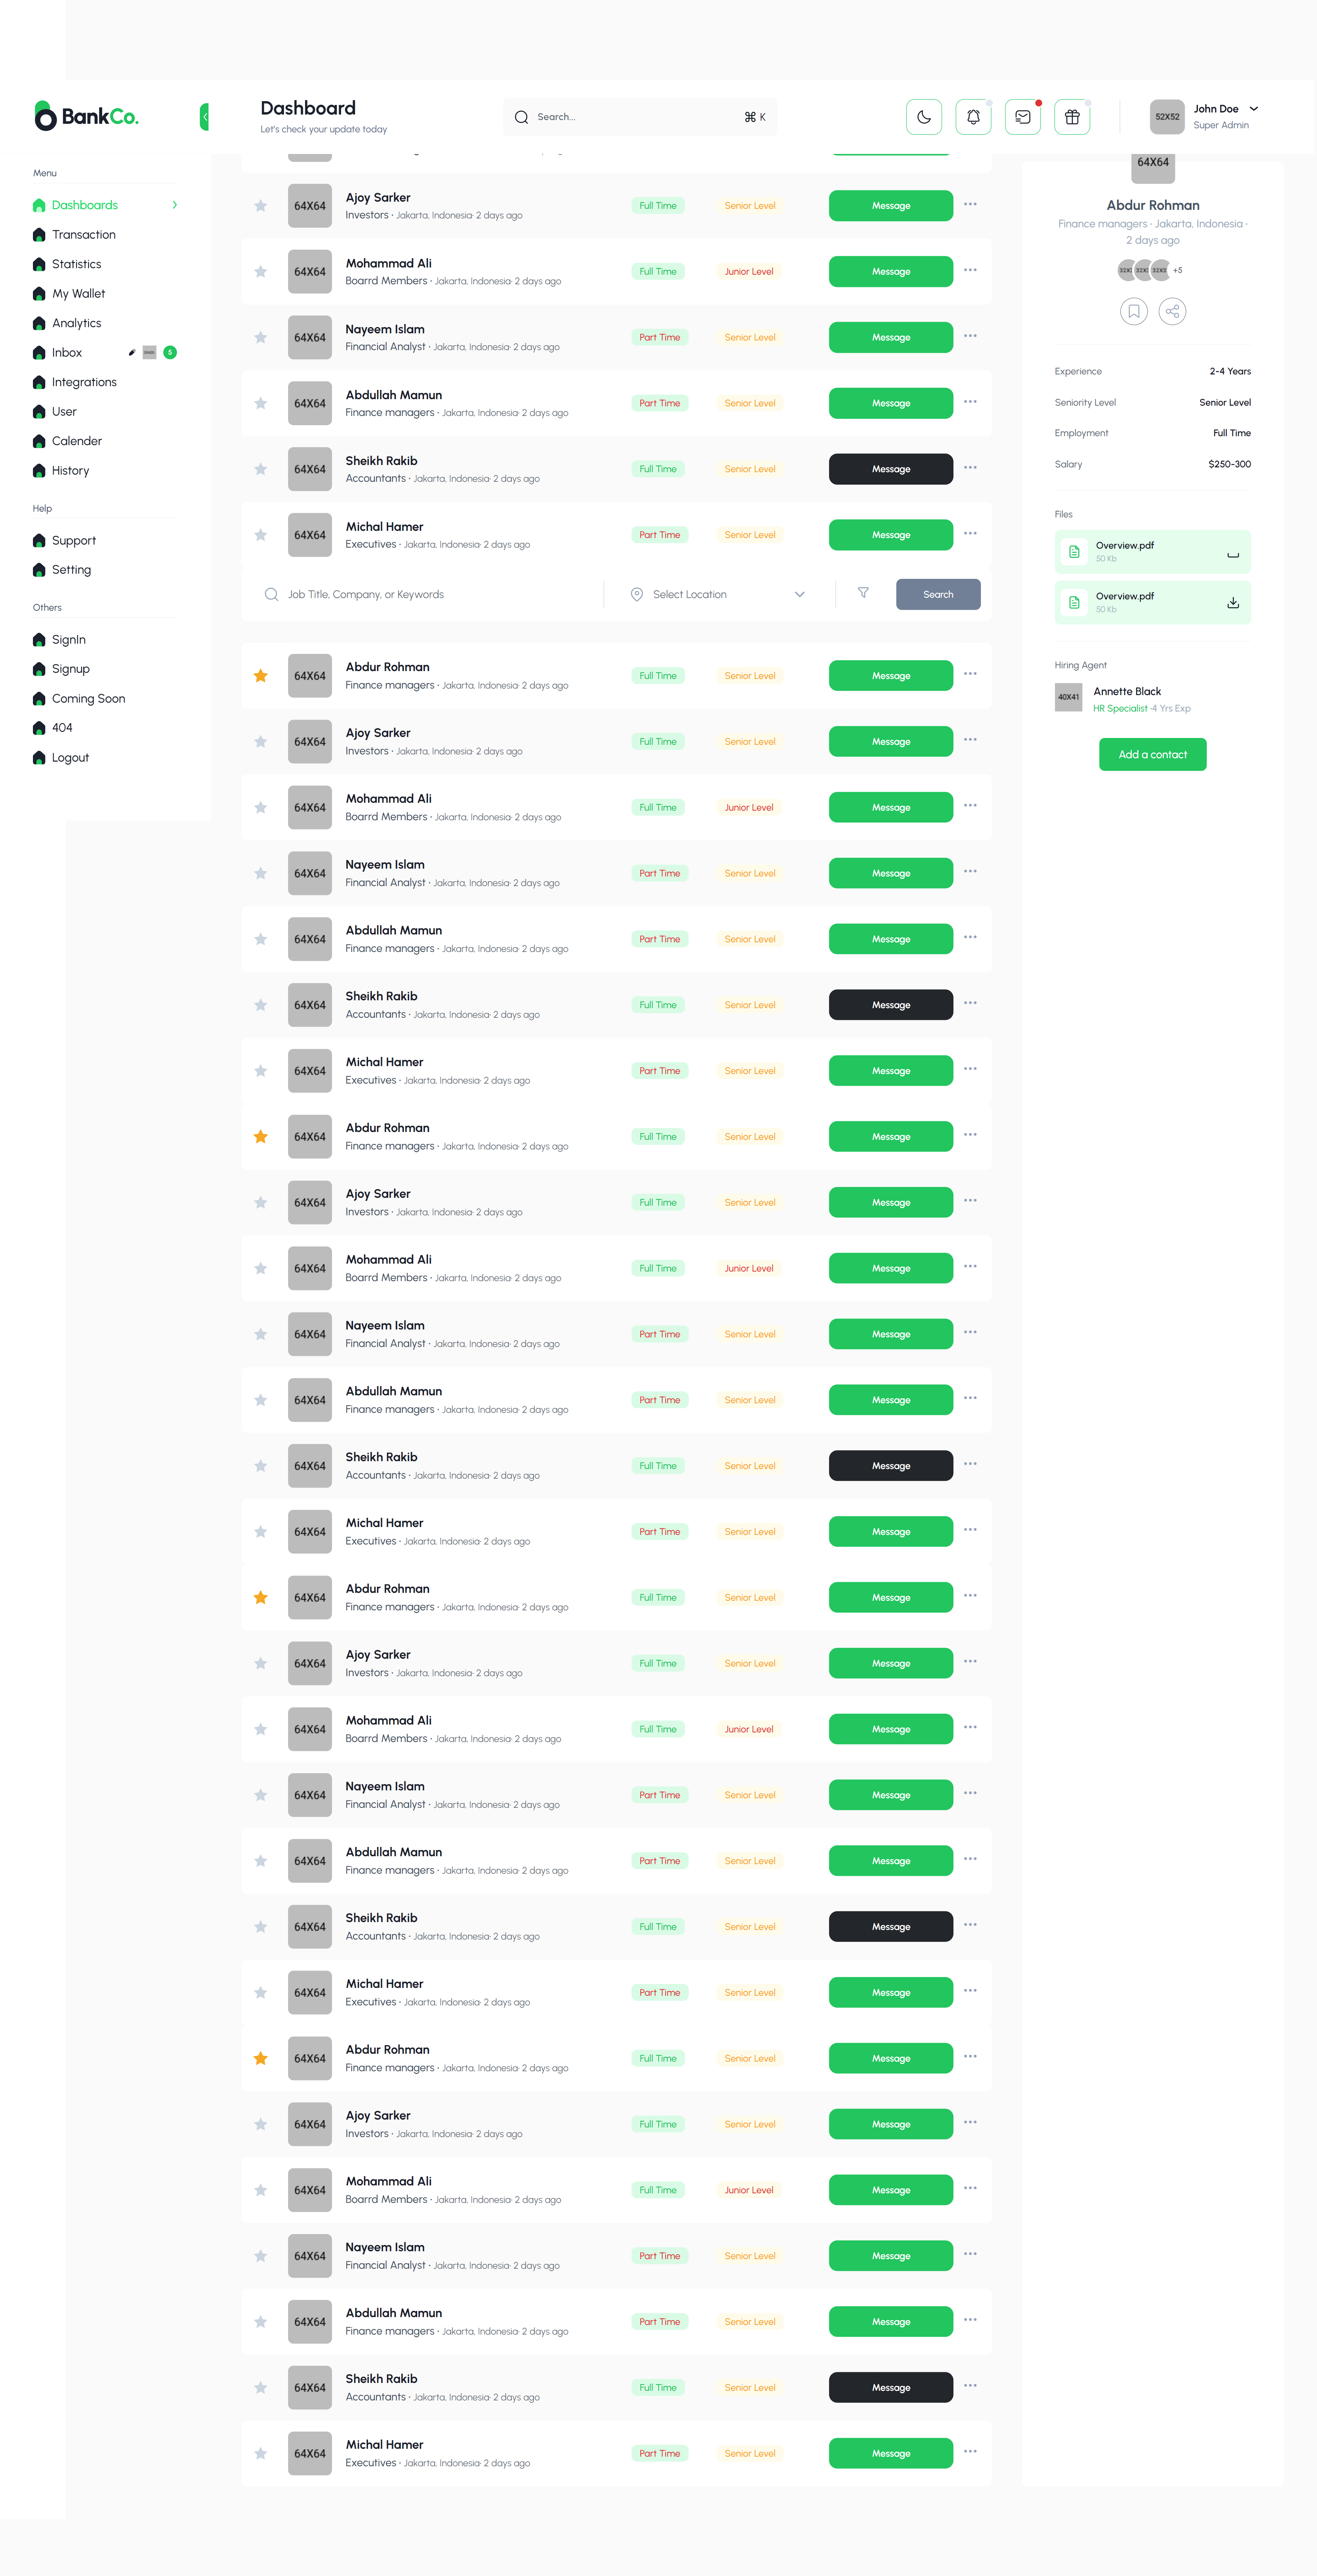 BankCo.
Dashboard
Let's check your update today
Search...
⌘ K
52X52
John Doe
Super Admin
Menu
Dashboards
Transaction
Statistics
My Wallet
Analytics
Inbox
5
Integrations
User
Calender
History
Help
Support
Setting
Others
SignIn
Signup
Coming Soon
404
Logout
64X64
Ajoy Sarker
Investors · Jakarta, Indonesia· 2 days ago
Full Time
Senior Level
Message
64X64
Mohammad Ali
Boarrd Members · Jakarta, Indonesia· 2 days ago
Full Time
Junior Level
Message
64X64
Nayeem Islam
Financial Analyst · Jakarta, Indonesia· 2 days ago
Part Time
Senior Level
Message
64X64
Abdullah Mamun
Finance managers · Jakarta, Indonesia· 2 days ago
Part Time
Senior Level
Message
64X64
Sheikh Rakib
Accountants · Jakarta, Indonesia· 2 days ago
Full Time
Senior Level
Message
64X64
Michal Hamer
Executives · Jakarta, Indonesia· 2 days ago
Part Time
Senior Level
Message
Job Title, Company, or Keywords
Select Location
Search
64X64
Abdur Rohman
Finance managers · Jakarta, Indonesia· 2 days ago
Full Time
Senior Level
Message
64X64
Ajoy Sarker
Investors · Jakarta, Indonesia· 2 days ago
Full Time
Senior Level
Message
64X64
Mohammad Ali
Boarrd Members · Jakarta, Indonesia· 2 days ago
Full Time
Junior Level
Message
64X64
Nayeem Islam
Financial Analyst · Jakarta, Indonesia· 2 days ago
Part Time
Senior Level
Message
64X64
Abdullah Mamun
Finance managers · Jakarta, Indonesia· 2 days ago
Part Time
Senior Level
Message
64X64
Sheikh Rakib
Accountants · Jakarta, Indonesia· 2 days ago
Full Time
Senior Level
Message
64X64
Michal Hamer
Executives · Jakarta, Indonesia· 2 days ago
Part Time
Senior Level
Message
64X64
Abdur Rohman
Finance managers · Jakarta, Indonesia· 2 days ago
Full Time
Senior Level
Message
64X64
Ajoy Sarker
Investors · Jakarta, Indonesia· 2 days ago
Full Time
Senior Level
Message
64X64
Mohammad Ali
Boarrd Members · Jakarta, Indonesia· 2 days ago
Full Time
Junior Level
Message
64X64
Nayeem Islam
Financial Analyst · Jakarta, Indonesia· 2 days ago
Part Time
Senior Level
Message
64X64
Abdullah Mamun
Finance managers · Jakarta, Indonesia· 2 days ago
Part Time
Senior Level
Message
64X64
Sheikh Rakib
Accountants · Jakarta, Indonesia· 2 days ago
Full Time
Senior Level
Message
64X64
Michal Hamer
Executives · Jakarta, Indonesia· 2 days ago
Part Time
Senior Level
Message
64X64
Abdur Rohman
Finance managers · Jakarta, Indonesia· 2 days ago
Full Time
Senior Level
Message
64X64
Ajoy Sarker
Investors · Jakarta, Indonesia· 2 days ago
Full Time
Senior Level
Message
64X64
Mohammad Ali
Boarrd Members · Jakarta, Indonesia· 2 days ago
Full Time
Junior Level
Message
64X64
Nayeem Islam
Financial Analyst · Jakarta, Indonesia· 2 days ago
Part Time
Senior Level
Message
64X64
Abdullah Mamun
Finance managers · Jakarta, Indonesia· 2 days ago
Part Time
Senior Level
Message
64X64
Sheikh Rakib
Accountants · Jakarta, Indonesia· 2 days ago
Full Time
Senior Level
Message
64X64
Michal Hamer
Executives · Jakarta, Indonesia· 2 days ago
Part Time
Senior Level
Message
64X64
Abdur Rohman
Finance managers · Jakarta, Indonesia· 2 days ago
Full Time
Senior Level
Message
64X64
Ajoy Sarker
Investors · Jakarta, Indonesia· 2 days ago
Full Time
Senior Level
Message
64X64
Mohammad Ali
Boarrd Members · Jakarta, Indonesia· 2 days ago
Full Time
Junior Level
Message
64X64
Nayeem Islam
Financial Analyst · Jakarta, Indonesia· 2 days ago
Part Time
Senior Level
Message
64X64
Abdullah Mamun
Finance managers · Jakarta, Indonesia· 2 days ago
Part Time
Senior Level
Message
64X64
Sheikh Rakib
Accountants · Jakarta, Indonesia· 2 days ago
Full Time
Senior Level
Message
64X64
Michal Hamer
Executives · Jakarta, Indonesia· 2 days ago
Part Time
Senior Level
Message
64X64
Abdur Rohman
Finance managers · Jakarta, Indonesia ·
2 days ago
+5
Experience
2-4 Years
Seniority Level
Senior Level
Employment
Full Time
Salary
$250-300
Files
Overview.pdf
50 Kb
Overview.pdf
50 Kb
Hiring Agent
40X41
Annette Black
HR Specialist ·4 Yrs Exp
Add a contact